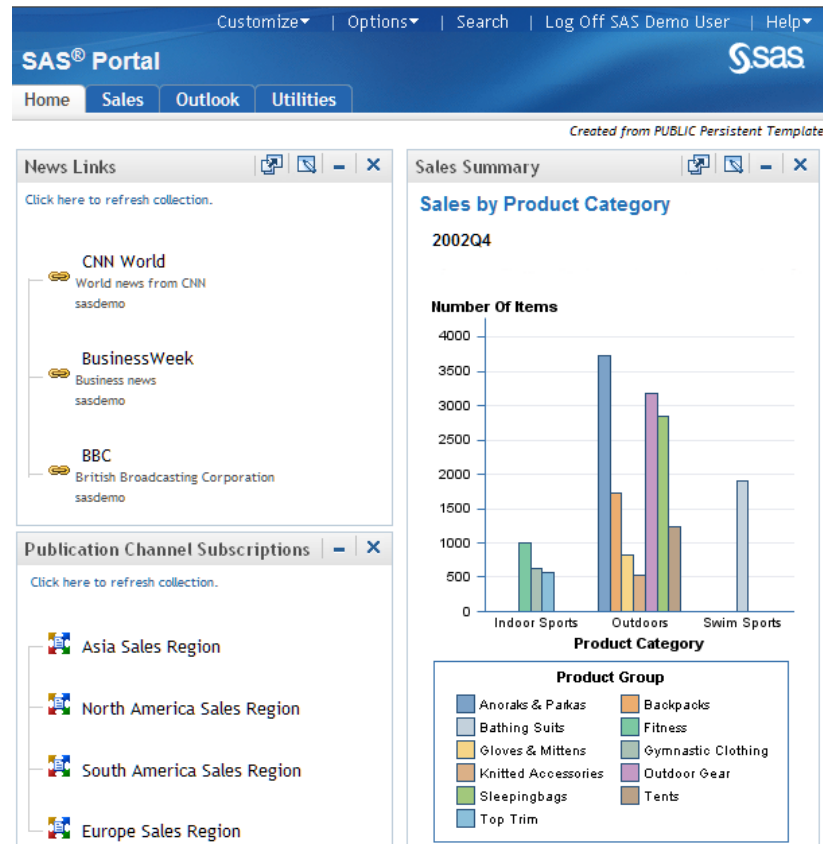 Customize | Options | Search | Log Off SAS Demo User | Help
SAS® Portal
sas
Home Sales Outlook Utilities
Created from PUBLIC Persistent Template
News Links
Click here to refresh collection.
CNN World
World news from CNN
sasdemo
BusinessWeek
Business news
sasdemo
BBC
British Broadcasting Corporation
sasdemo
Publication Channel Subscriptions
Click here to refresh collection.
Asia Sales Region
North America Sales Region
South America Sales Region
Europe Sales Region
Sales Summary
Sales by Product Category
2002Q4
Number Of Items
4000
3500
3000
2500
2000
1500
1000
500
0
Indoor Sports Outdoors Swim Sports
Product Category
Product Group
Anoraks & Parkas Backpacks
Bathing Suits Fitness
Gloves & Mittens Gymnastic Clothing
Knitted Accessories Outdoor Gear
Sleepingbags Tents
Top Trim